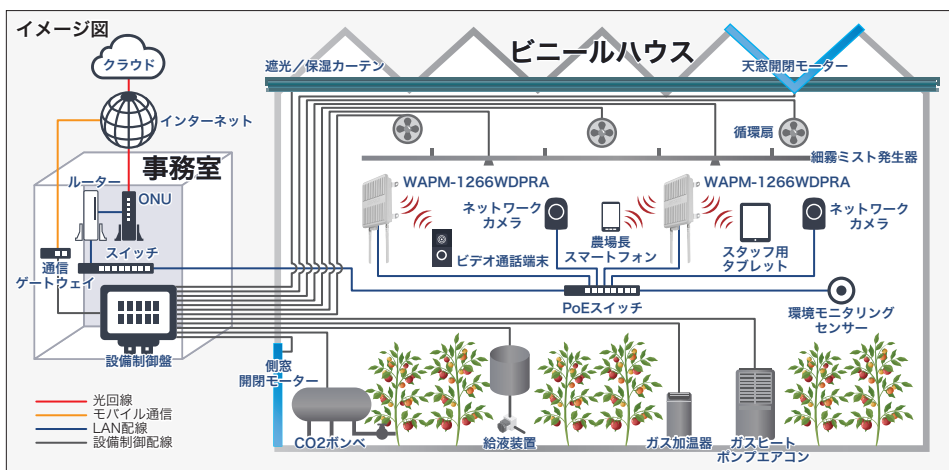 イメージ図
クラウド
インターネット
事務室
ルーター
ONU
スイッチ
通信
ゲートウェイ
設備制御盤
光回線
モバイル通信
LAN配線
設備制御配線
ビニールハウス
遮光／保湿カーテン
天窓開閉モーター
循環扇
細霧ミスト発生器
WAPM-1266WDPRA
WAPM-1266WDPRA
ネットワーク
カメラ
ネットワーク
カメラ
ビデオ通話端末
農場長
スマートフォン
スタッフ用
タブレット
PoEスイッチ
環境モニタリング
センサー
側窓
開閉モーター
CO2ボンベ
給液装置
ガス加温器
ガスヒート
ポンプエアコン